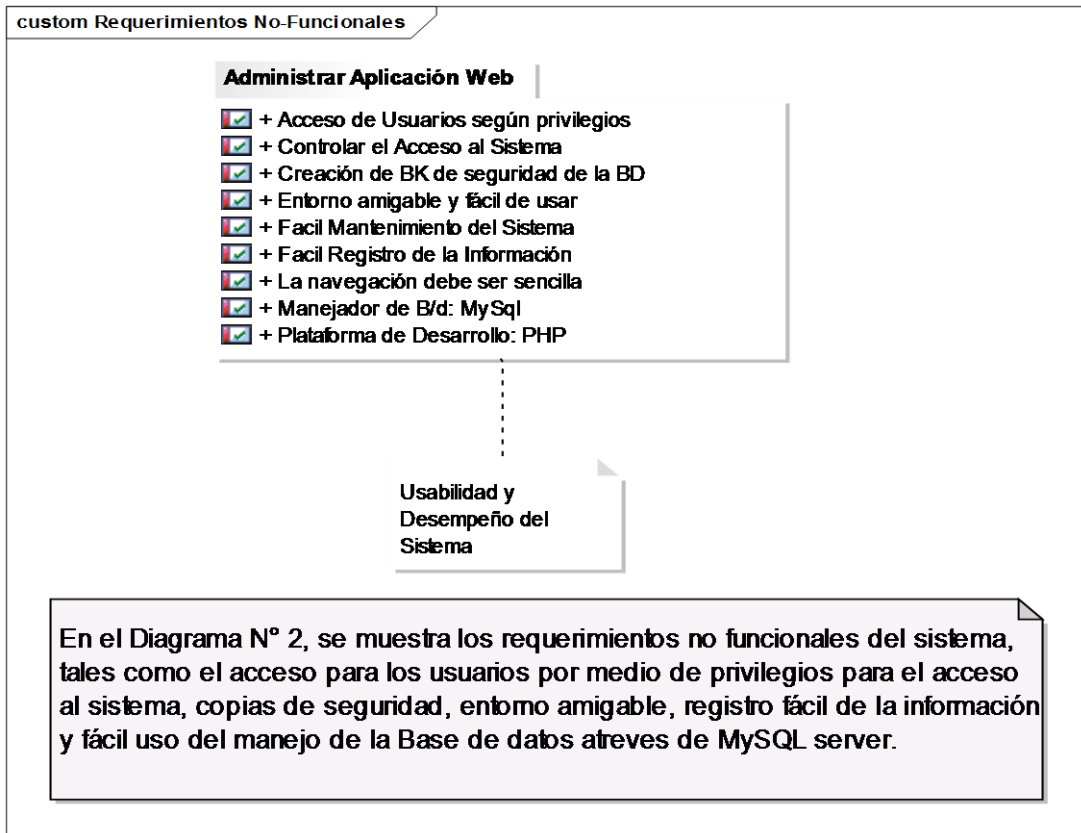 custom Requerimientos No-Funcionales
Administrar Aplicación Web
+ Acceso de Usuarios según privilegios
+ Controlar el Acceso al Sistema
+ Creación de BK de seguridad de la BD
+ Entorno amigable y fácil de usar
+ Facil Mantenimiento del Sistema
+ Facil Registro de la Información
+ La navegación debe ser sencilla
+ Manejador de B/d: MySql
+ Plataforma de Desarrollo: PHP
Usabilidad y
Desempeño del
Sistema
En el Diagrama N° 2, se muestra los requerimientos no funcionales del sistema,
tales como el acceso para los usuarios por medio de privilegios para el acceso
al sistema, copias de seguridad, entorno amigable, registro fácil de la información
y fácil uso del manejo de la Base de datos atreves de MySQL server.